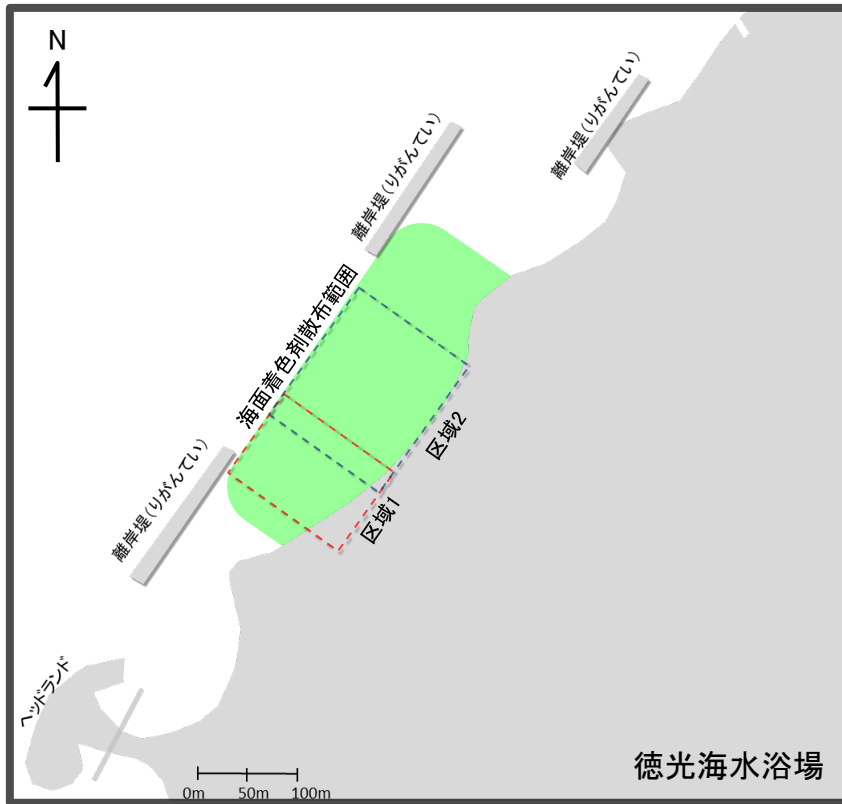 N
離岸堤(りがんてい)
離岸堤(りがんてい)
海面着色剤散布範囲
区域2
区域1
離岸堤(りがんてい)
ヘッドランド
0m 50m 100m
徳光海水浴場